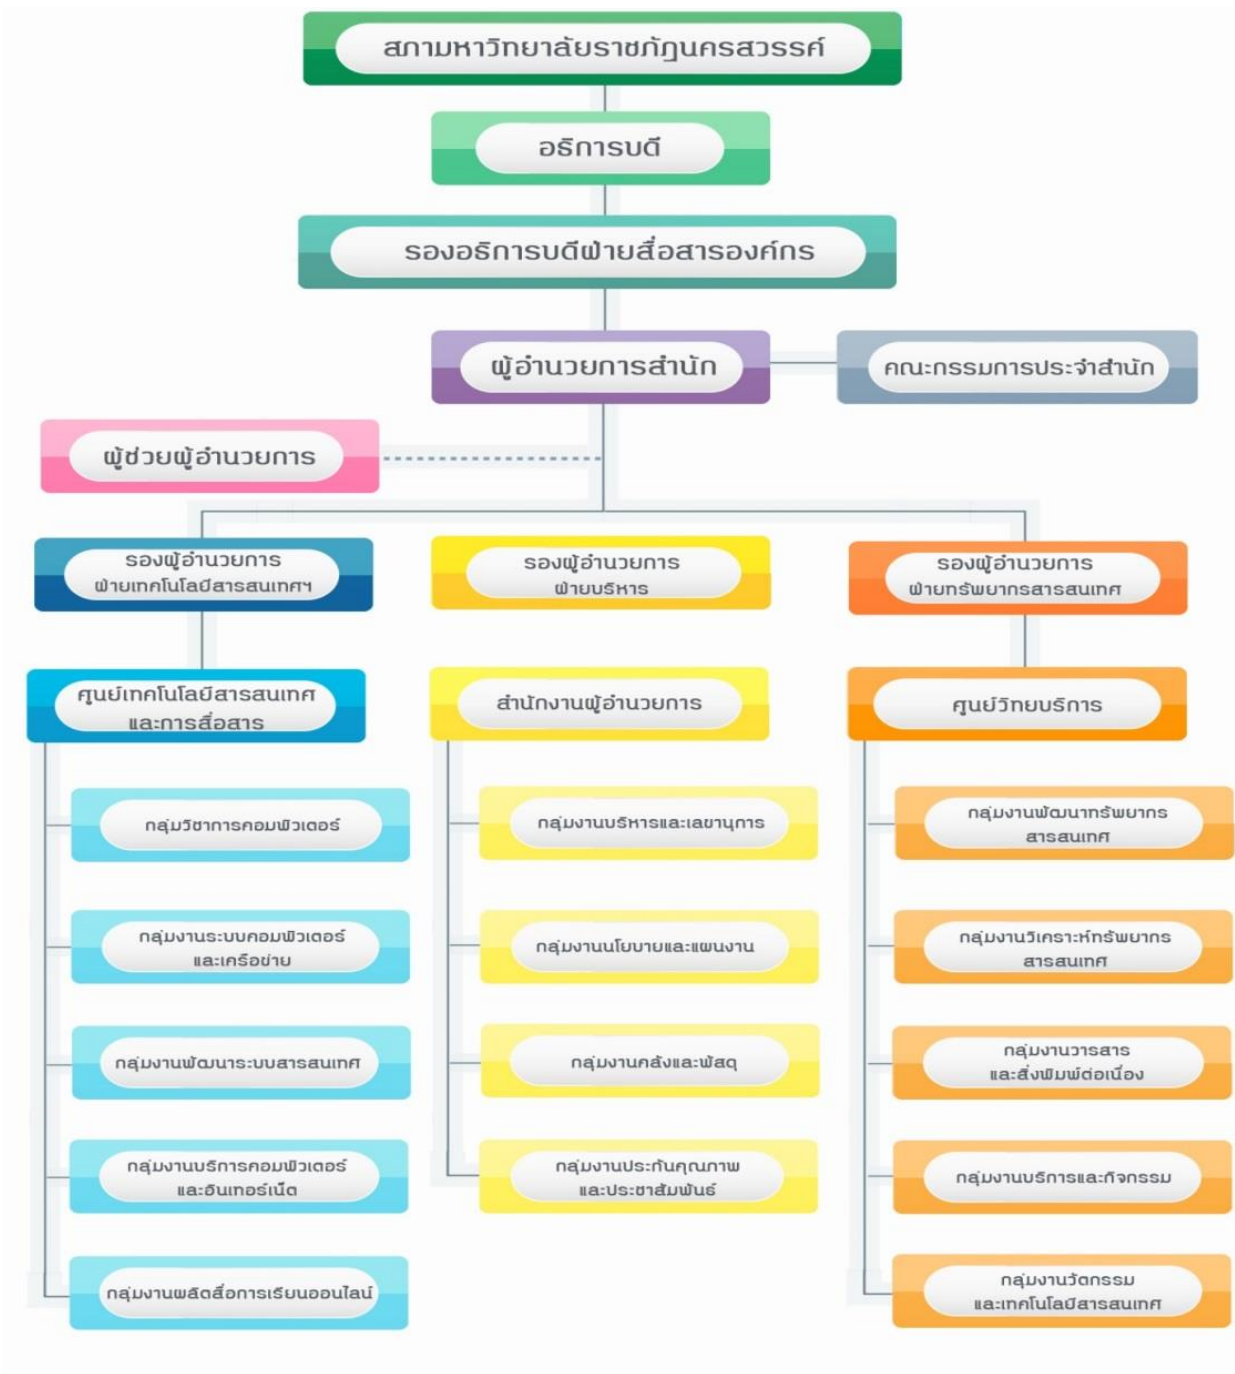 สภามหาวิทยาลัยราชภัฏนครสวรรค์
อธิการบดี
รองอธิการบดีฝ่ายสื่อสารองค์กร
ผู้อำนวยการสำนัก
คณะกรรมการประจำสำนัก
ผู้ช่วยผู้อำนวยการ
รองผู้อำนวยการ
ฝ่ายเทคโนโลยีสารสนเทศฯ
รองผู้อำนวยการ
ฝ่ายบริหาร
รองผู้อำนวยการ
ฝ่ายทรัพยากรสารสนเทศ
ศูนย์เทคโนโลยีสารสนเทศ
และการสื่อสาร
สำนักงานผู้อำนวยการ
ศูนย์วิทยบริการ
กลุ่มวิชาการคอมพิวเตอร์
กลุ่มงานระบบคอมพิวเตอร์
และเครือข่าย
กลุ่มงานพัฒนาระบบสารสนเทศ
กลุ่มงานบริการคอมพิวเตอร์
และอินเทอร์เน็ต
กลุ่มงานผลิตสื่อการเรียนออนไลน์
กลุ่มงานบริหารและเลขานุการ
กลุ่มงานนโยบายและแผนงาน
กลุ่มงานคลังและพัสดุ
กลุ่มงานประกันคุณภาพ
และประชาสัมพันธ์
กลุ่มงานพัฒนาทรัพยากร
สารสนเทศ
กลุ่มงานวิเคราะห์ทรัพยากร
สารสนเทศ
กลุ่มงานวารสาร
และสิ่งพิมพ์ต่อเนื่อง
กลุ่มงานบริการและกิจกรรม
กลุ่มงานวัตกรรม
และเทคโนโลยีสารสนเทศ